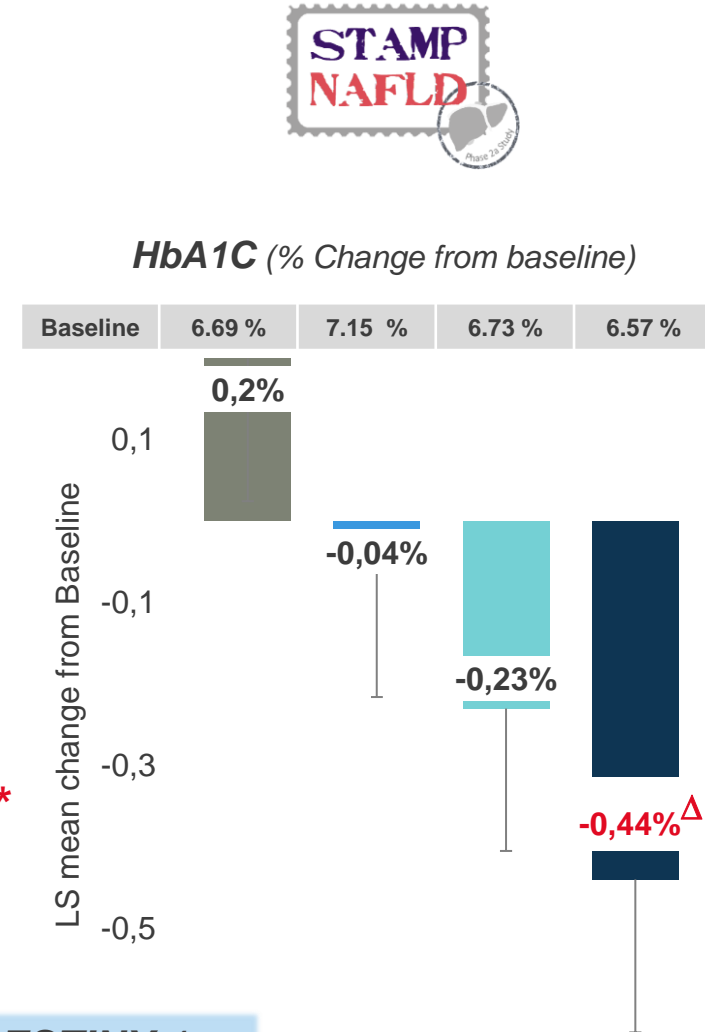 STAMP
NAFLD
Phase 2a Study
HbA1C (% Change from baseline)
Baseline 6.69 % 7.15 % 6.73 % 6.57 %
LS mean change from Baseline
0,2%
0,1
-0,04%
-0,1
-0,23%
-0,3
*
-0,44%Δ
-0,5